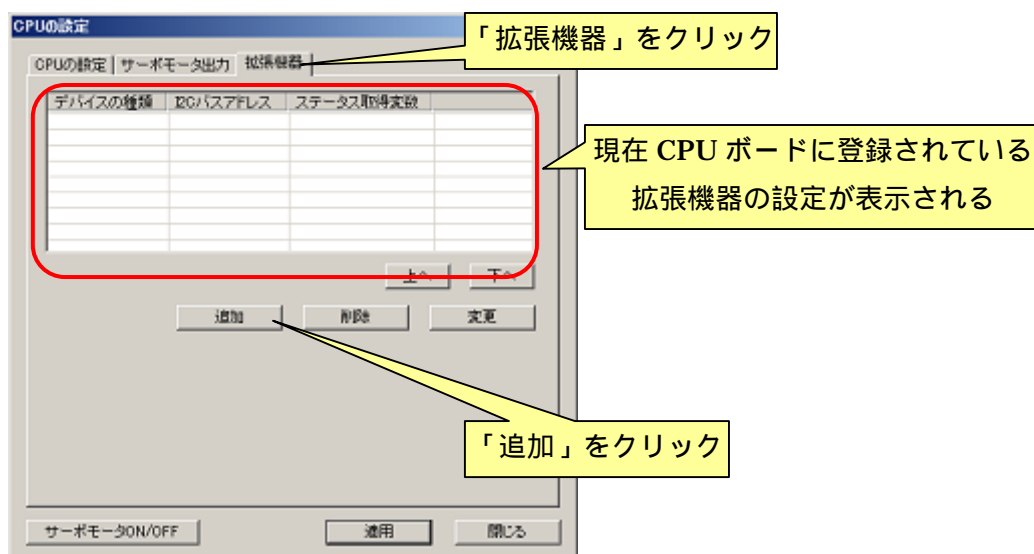 CPUの設定
「拡張機器」をクリック
CPUの設定 サーボモータ出力 拡張機器
デバイスの種類 I2Cバスアドレス ステータス取得変数
現在 CPU ボードに登録されている
拡張機器の設定が表示される
上へ 下へ
追加 削除 変更
「追加」をクリック
サーボモータON/OFF 適用 閉じる